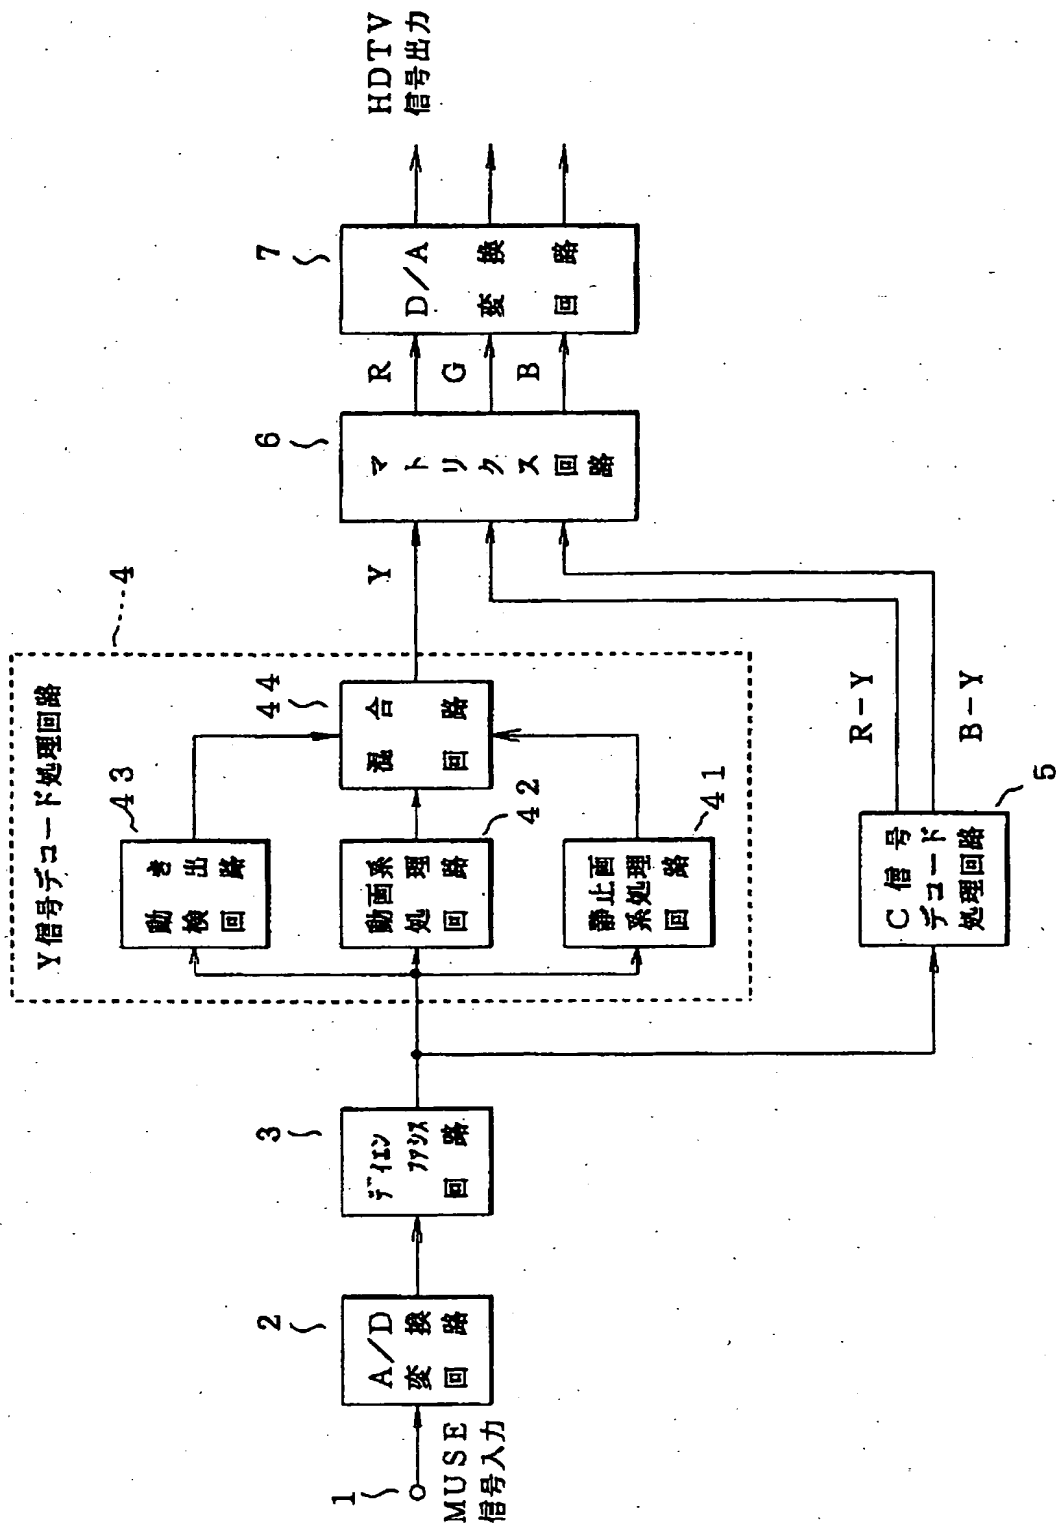 HDTV
信号出力
7
D/A
変換
回路
R
G
B
6
マトリクス回路
Y
4
Y信号デコード処理回路
44
混合
回路
43
動き
検出
回路
42
動画系
処理
回路
41
静止画
系処理
回路
R-Y
B-Y
5
C信号
デコード
処理回路
3
ディエン
ファシス
回路
2
A/D
変換
回路
1
MUSE
信号入力